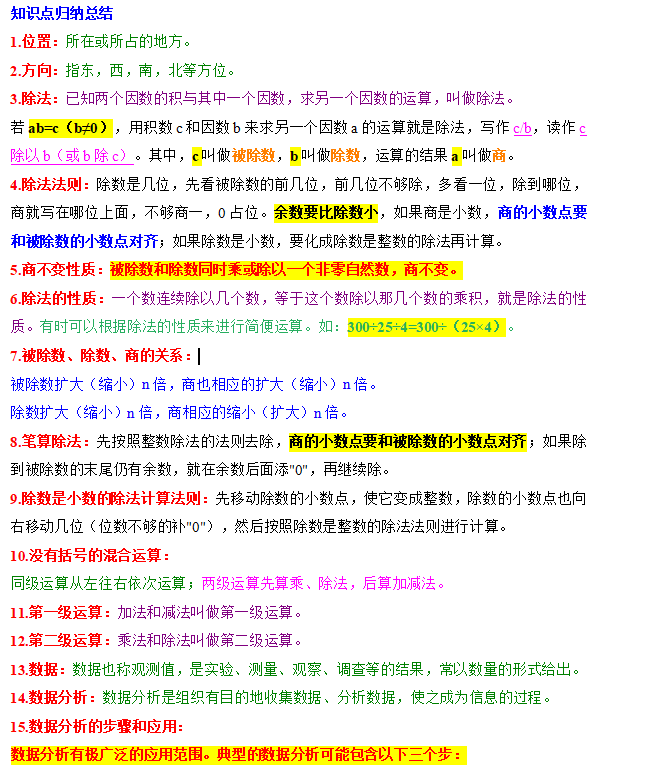 知识点归纳总结
1.位置：所在或所占的地方。
2.方向：指东，西，南，北等方位。
3.除法：已知两个因数的积与其中一个因数，求另一个因数的运算，叫做除法。
若 ab=c（b≠0），用积数 c 和因数 b 来求另一个因数 a 的运算就是除法，写作 c/b，读作 c
除以 b（或 b 除 c）。其中，c 叫做被除数，b 叫做除数，运算的结果 a 叫做商。
4.除法法则：除数是几位，先看被除数的前几位，前几位不够除，多看一位，除到哪位，
商就写在哪位上面，不够商一，0 占位。余数要比除数小，如果商是小数，商的小数点要
和被除数的小数点对齐；如果除数是小数，要化成除数是整数的除法再计算。
5.商不变性质：被除数和除数同时乘或除以一个非零自然数，商不变。
6.除法的性质：一个数连续除以几个数，等于这个数除以那几个数的乘积，就是除法的性
质。有时可以根据除法的性质来进行简便运算。如：300÷25÷4=300÷（25×4）。
7.被除数、除数、商的关系：
被除数扩大（缩小）n 倍，商也相应的扩大（缩小）n 倍。
除数扩大（缩小）n 倍，商相应的缩小（扩大）n 倍。
8.笔算除法：先按照整数除法的法则去除，商的小数点要和被除数的小数点对齐；如果除
到被除数的末尾仍有余数，就在余数后面添"0"，再继续除。
9.除数是小数的除法计算法则：先移动除数的小数点，使它变成整数，除数的小数点也向
右移动几位（位数不够的补"0"），然后按照除数是整数的除法法则进行计算。
10.没有括号的混合运算：
同级运算从左往右依次运算；两级运算先算乘、除法，后算加减法。
11.第一级运算：加法和减法叫做第一级运算。
12.第二级运算：乘法和除法叫做第二级运算。
13.数据：数据也称观测值，是实验、测量、观察、调查等的结果，常以数量的形式给出。
14.数据分析：数据分析是组织有目的地收集数据、分析数据，使之成为信息的过程。
15.数据分析的步骤和应用：
数据分析有极广泛的应用范围。典型的数据分析可能包含以下三个步：